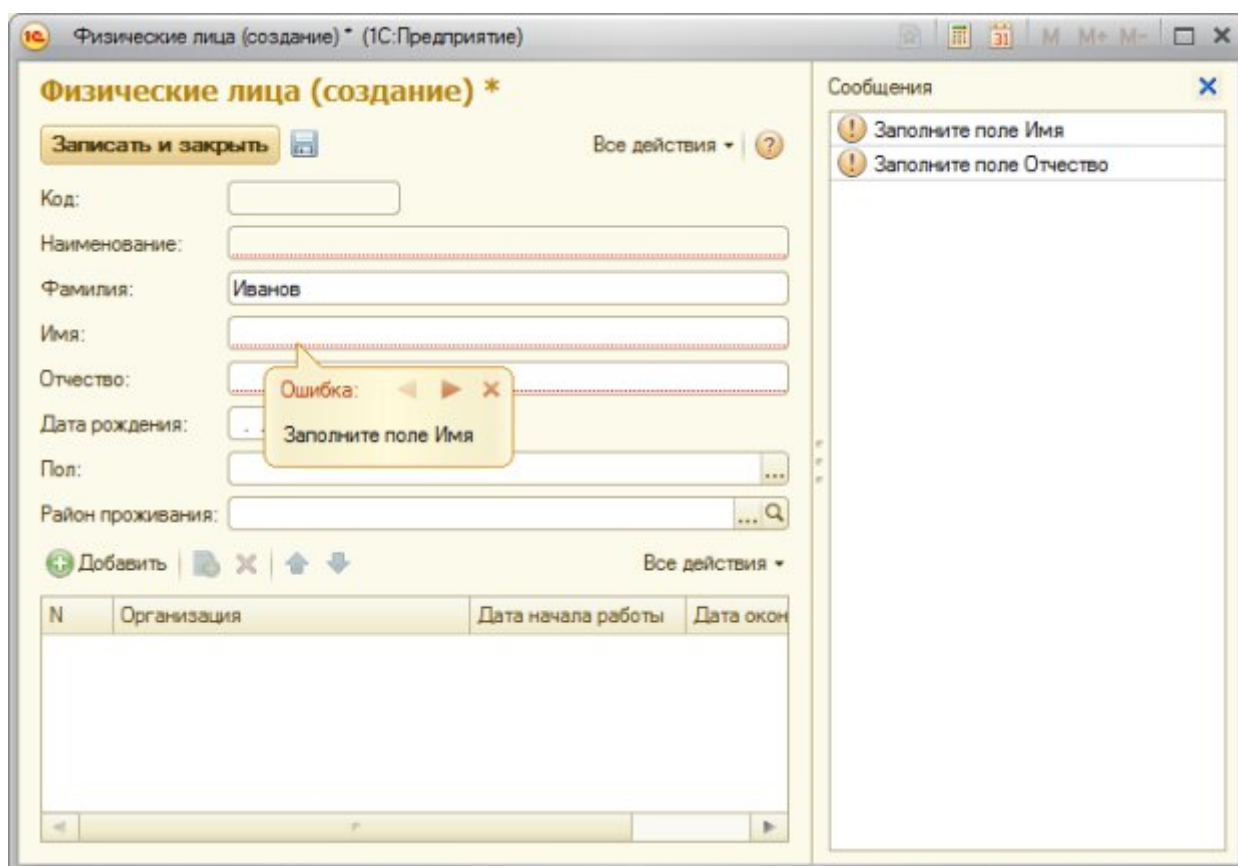 1С Физические лица (создание) * (1С:Предприятие) 31 M M+ M-
Физические лица (создание) *
Записать и закрыть Все действия ?
Код:
Наименование:
Фамилия: Иванов
Имя:
Отчество:
Ошибка:
Заполните поле Имя
Дата рождения: .
Пол: ...
Район проживания: ...
Добавить Все действия
N Организация Дата начала работы Дата окон
Сообщения
! Заполните поле Имя
! Заполните поле Отчество